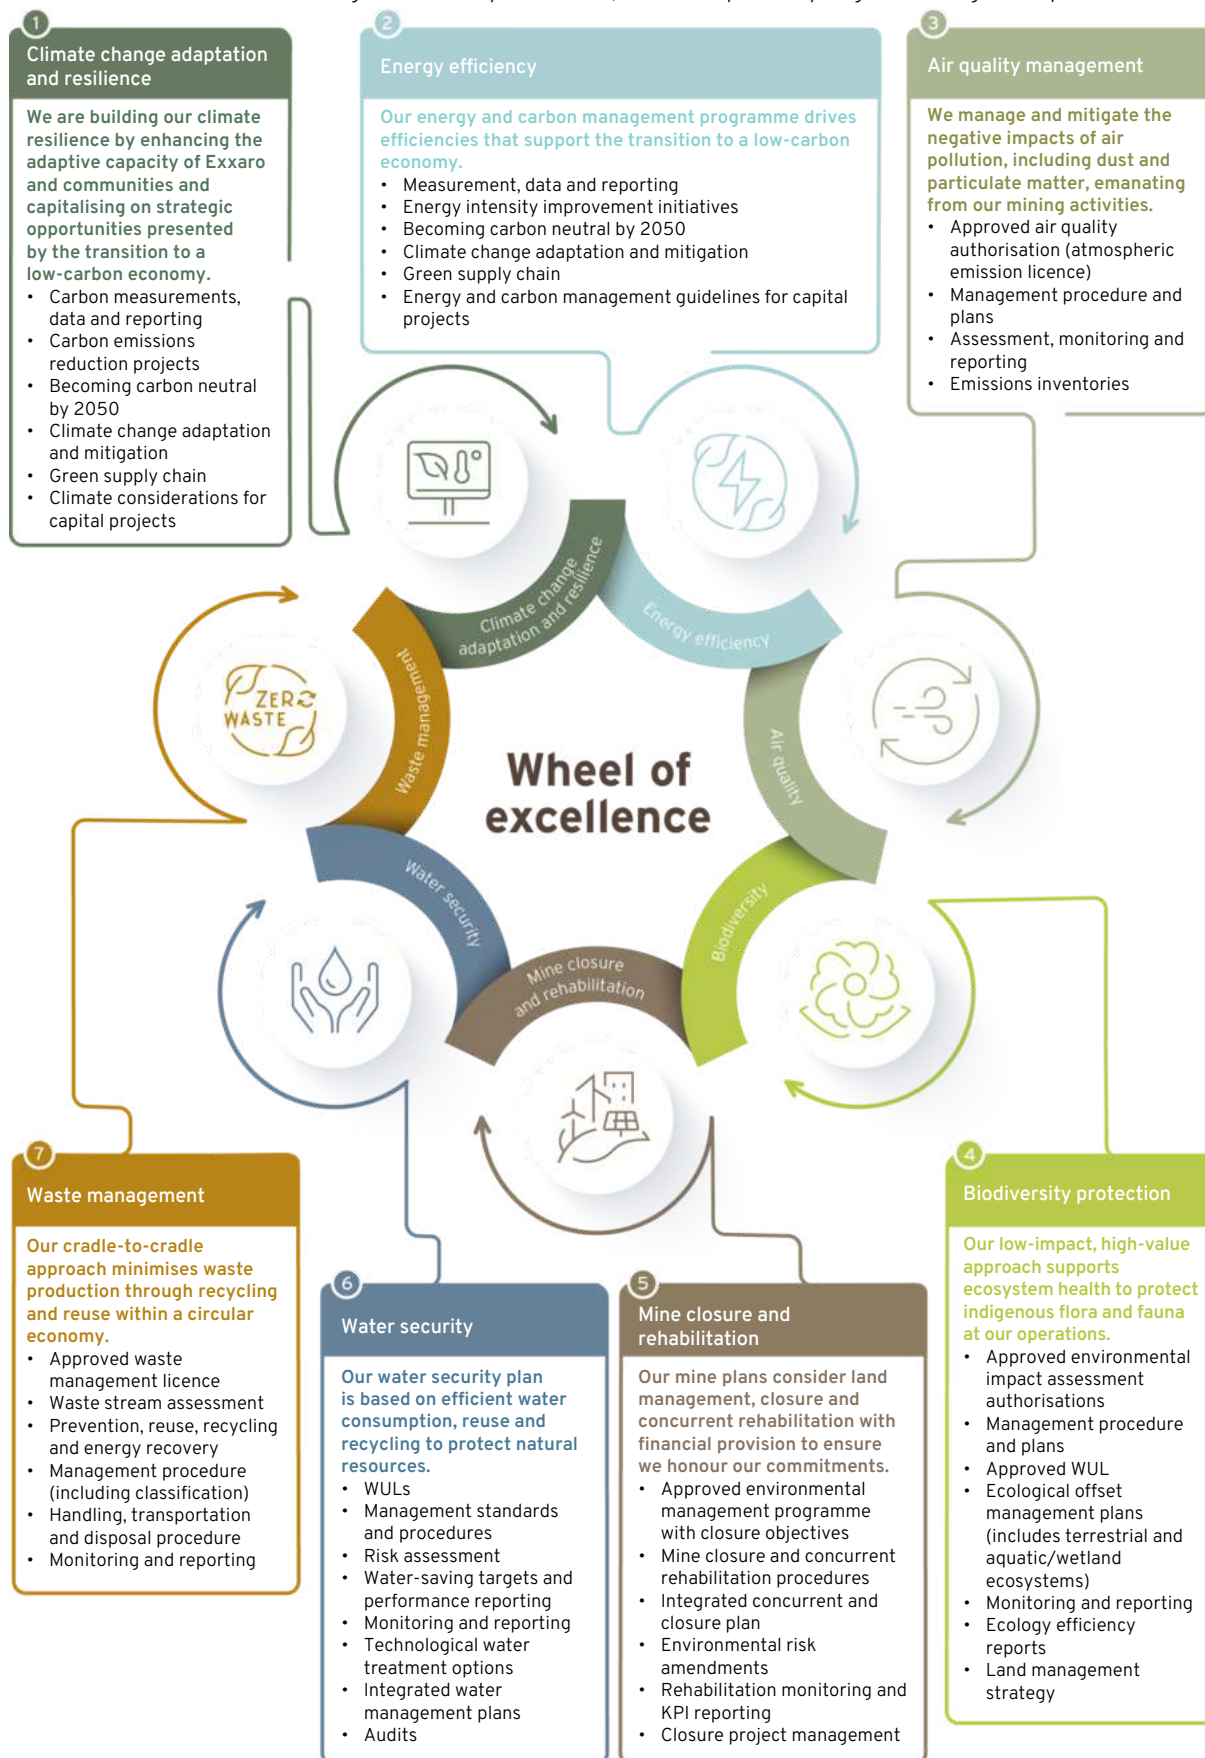 1
Climate change adaptation
and resilience
We are building our climate
resilience by enhancing the
adaptive capacity of Exxaro
and communities and
capitalising on strategic
opportunities presented
by the transition to a
low-carbon economy.
• Carbon measurements,
data and reporting
• Carbon emissions
reduction projects
• Becoming carbon neutral
by 2050
• Climate change adaptation
and mitigation
• Green supply chain
• Climate considerations for
capital projects
2
Energy efficiency
Our energy and carbon management programme drives
efficiencies that support the transition to a low-carbon
economy.
• Measurement, data and reporting
• Energy intensity improvement initiatives
• Becoming carbon neutral by 2050
• Climate change adaptation and mitigation
• Green supply chain
• Energy and carbon management guidelines for capital
projects
3
Air quality management
We manage and mitigate the
negative impacts of air
pollution, including dust and
particulate matter, emanating
from our mining activities.
• Approved air quality
authorisation (atmospheric
emission licence)
• Management procedure and
plans
• Assessment, monitoring and
reporting
• Emissions inventories
Climate change
adaptation and resilience
Energy efficiency
Air quality
Biodiversity
Mine closure
and rehabilitation
Water security
Waste management
ZERO
WASTE
Wheel of
excellence
7
Waste management
Our cradle-to-cradle
approach minimises waste
production through recycling
and reuse within a circular
economy.
• Approved waste
management licence
• Waste stream assessment
• Prevention, reuse, recycling
and energy recovery
• Management procedure
(including classification)
• Handling, transportation
and disposal procedure
• Monitoring and reporting
6
Water security
Our water security plan
is based on efficient water
consumption, reuse and
recycling to protect natural
resources.
• WULs
• Management standards
and procedures
• Risk assessment
• Water-saving targets and
performance reporting
• Monitoring and reporting
• Technological water
treatment options
• Integrated water
management plans
• Audits
5
Mine closure and
rehabilitation
Our mine plans consider land
management, closure and
concurrent rehabilitation with
financial provision to ensure
we honour our commitments.
• Approved environmental
management programme
with closure objectives
• Mine closure and concurrent
rehabilitation procedures
• Integrated concurrent and
closure plan
• Environmental risk
amendments
• Rehabilitation monitoring and
KPI reporting
• Closure project management
4
Biodiversity protection
Our low-impact, high-value
approach supports
ecosystem health to protect
indigenous flora and fauna
at our operations.
• Approved environmental
impact assessment
authorisations
• Management procedure
and plans
• Approved WUL
• Ecological offset
management plans
(includes terrestrial and
aquatic/wetland
ecosystems)
• Monitoring and reporting
• Ecology efficiency
reports
• Land management
strategy